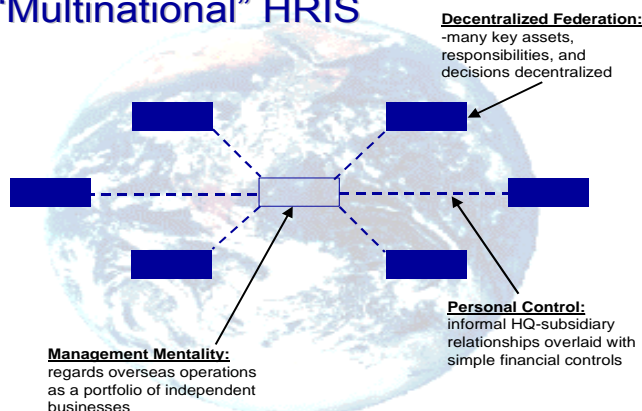 “Multinational” HRIS
Decentralized Federation:
-many key assets,
responsibilities, and
decisions decentralized
Personal Control:
informal HQ-subsidiary
relationships overlaid with
simple financial controls
Management Mentality:
regards overseas operations
as a portfolio of independent
businesses